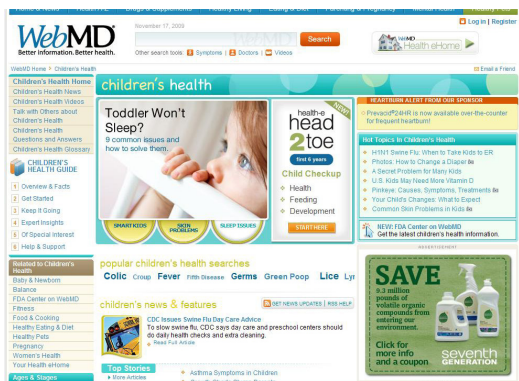 WebMD
Better information. Better health.
November 17, 2009
Search
Other search tools: Symptoms | Doctors | Videos
Log in | Register
WebMD
Health eHome
WebMD Home > Children's Health
Email a Friend
Children's Health Home
Children's Health News
Children's Health Videos
Talk with Others about
Children's Health
Children's Health
Questions and Answers
Children's Health Glossary
CHILDREN'S
HEALTH GUIDE
1 Overview & Facts
2 Get Started
3 Keep It Going
4 Expert Insights
5 Of Special Interest
6 Help & Support
Related to Children's
Health
Baby & Newborn
Balance
FDA Center on WebMD
Fitness
Food & Cooking
Healthy Eating & Diet
Healthy Pets
Pregnancy
Women's Health
Your Health eHome
Ages & Stages
children's health
Toddler Won't
Sleep?
9 common issues and
how to solve them.
SMART KIDS
SKIN
PROBLEMS
SLEEP ISSUES
NEW!
health-e
head
2toe
first 6 years
Child Checkup
Health
Feeding
Development
START HERE
popular children's health searches
Colic Croup Fever Fifth Disease Germs Green Poop Lice Lyr
children's news & features
GET NEWS UPDATES | RSS HELP
CDC Issues Swine Flu Day Care Advice
To slow swine flu, CDC says day care and preschool centers should
do daily health checks and extra cleaning.
Read Full Article
Top Stories
More Articles
Asthma Symptoms in Children
HEARTBURN ALERT FROM OUR SPONSOR
Prevacid®24HR is now available over-the-counter
for frequent heartburn!
Hot Topics In Children's Health
H1N1 Swine Flu: When to Take Kids to ER
Photos: How to Change a Diaper
A Secret Problem for Many Kids
U.S. Kids May Need More Vitamin D
Pinkeye: Causes, Symptoms, Treatments
Your Child's Changes: What to Expect
Common Skin Problems in Kids
NEW: FDA Center on WebMD
Get the latest children's health information.
ADVERTISEMENT
SAVE
9.3 million
pounds of
volatile organic
compounds from
entering our
environment.
Click for
more info
and a coupon.
seventh
GENERATION